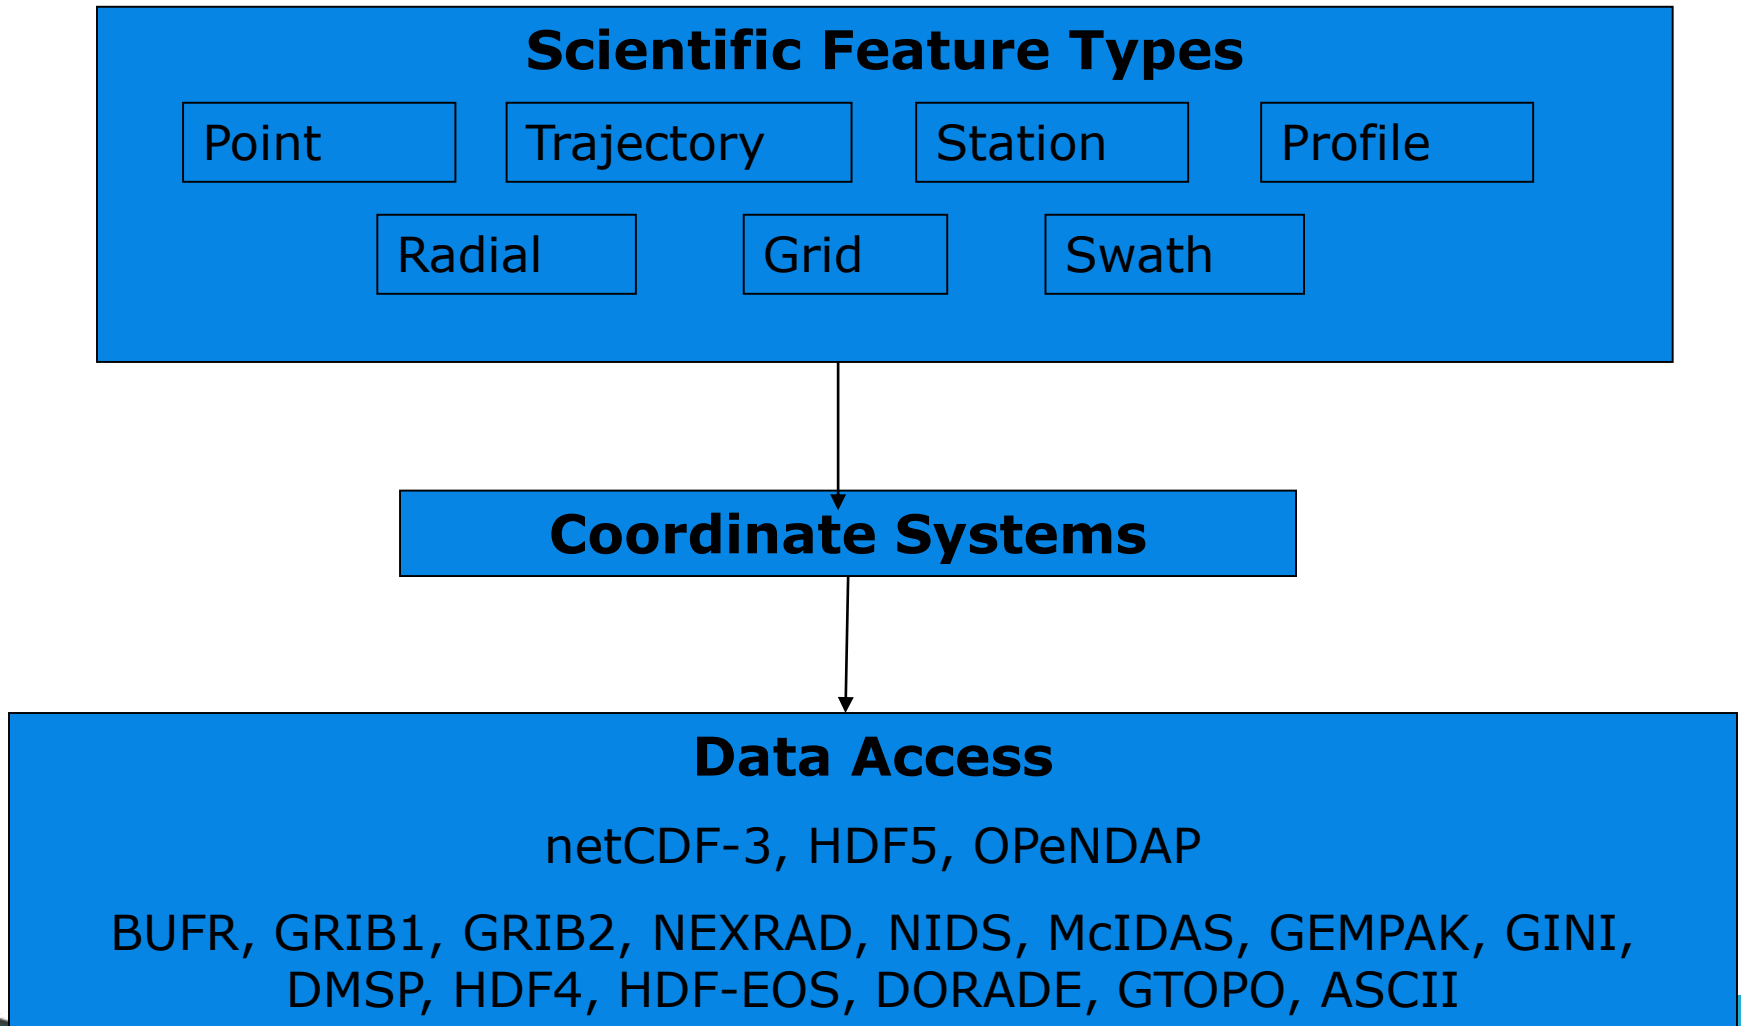 Scientific Feature Types
Point
Trajectory
Station
Profile
Radial
Grid
Swath
Coordinate Systems
Data Access
netCDF-3, HDF5, OPeNDAP
BUFR, GRIB1, GRIB2, NEXRAD, NIDS, McIDAS, GEMPAK, GINI,
DMSP, HDF4, HDF-EOS, DORADE, GTOPO, ASCII